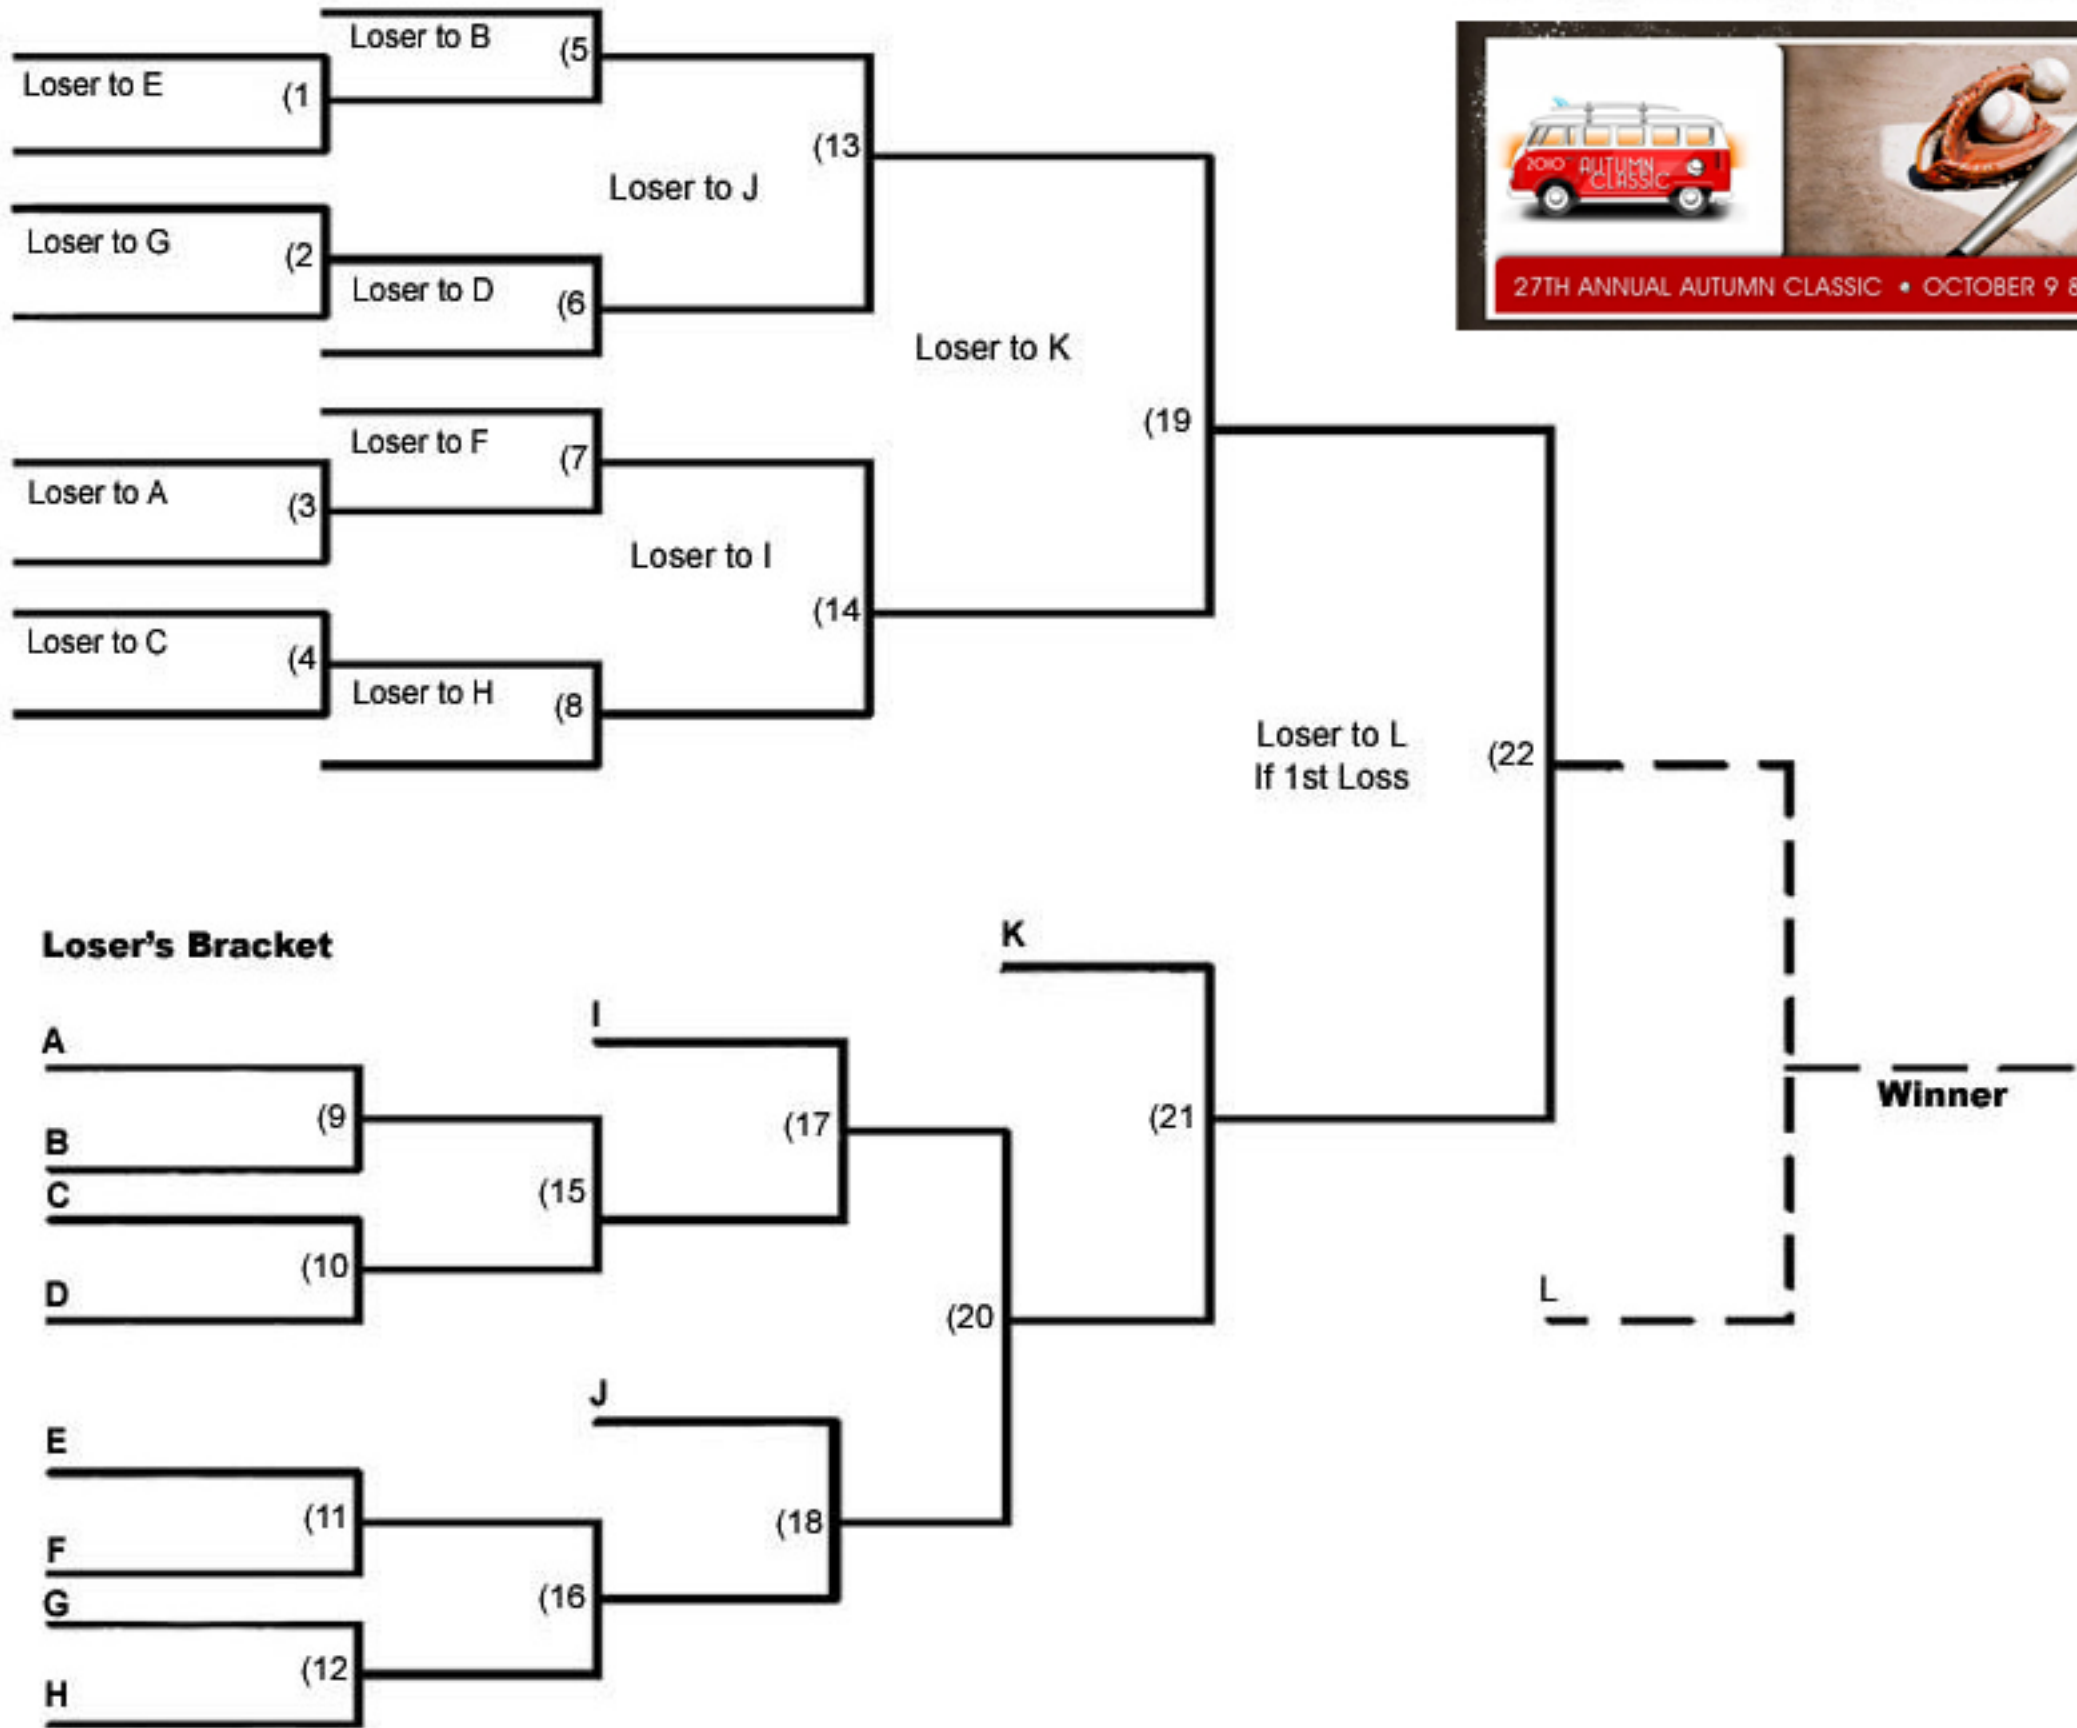 Loser to B
(5
Loser to E
(1
(13
Loser to J
Loser to G
(2
Loser to D
(6
Loser to K
(19
Loser to F
(7
Loser to A
(3
Loser to I
(14
Loser to C
(4
Loser to H
(8
Loser to L
If 1st Loss
(22
2010 AUTUMN
CLASSIC
27TH ANNUAL AUTUMN CLASSIC • OCTOBER 9 &
Loser's Bracket
K
I
A
(9
B
(17
(21
Winner
C
(15
(10
D
(20
L
J
E
(11
F
(18
G
(16
(12
H